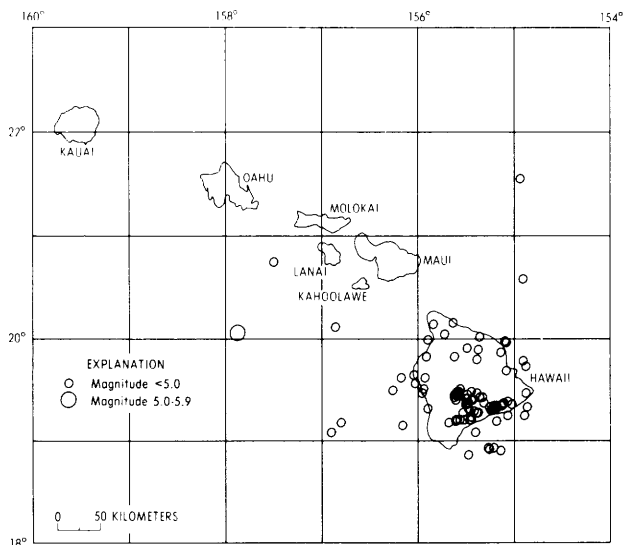 160° 158° 156° 154°
27°
KAUAI
OAHU
MOLOKAI
LANAI
MAUI
KAHOOLAWE
20°
EXPLANATION
Magnitude <5.0
Magnitude 5.0-5.9
HAWAII
0 50 KILOMETERS
18°